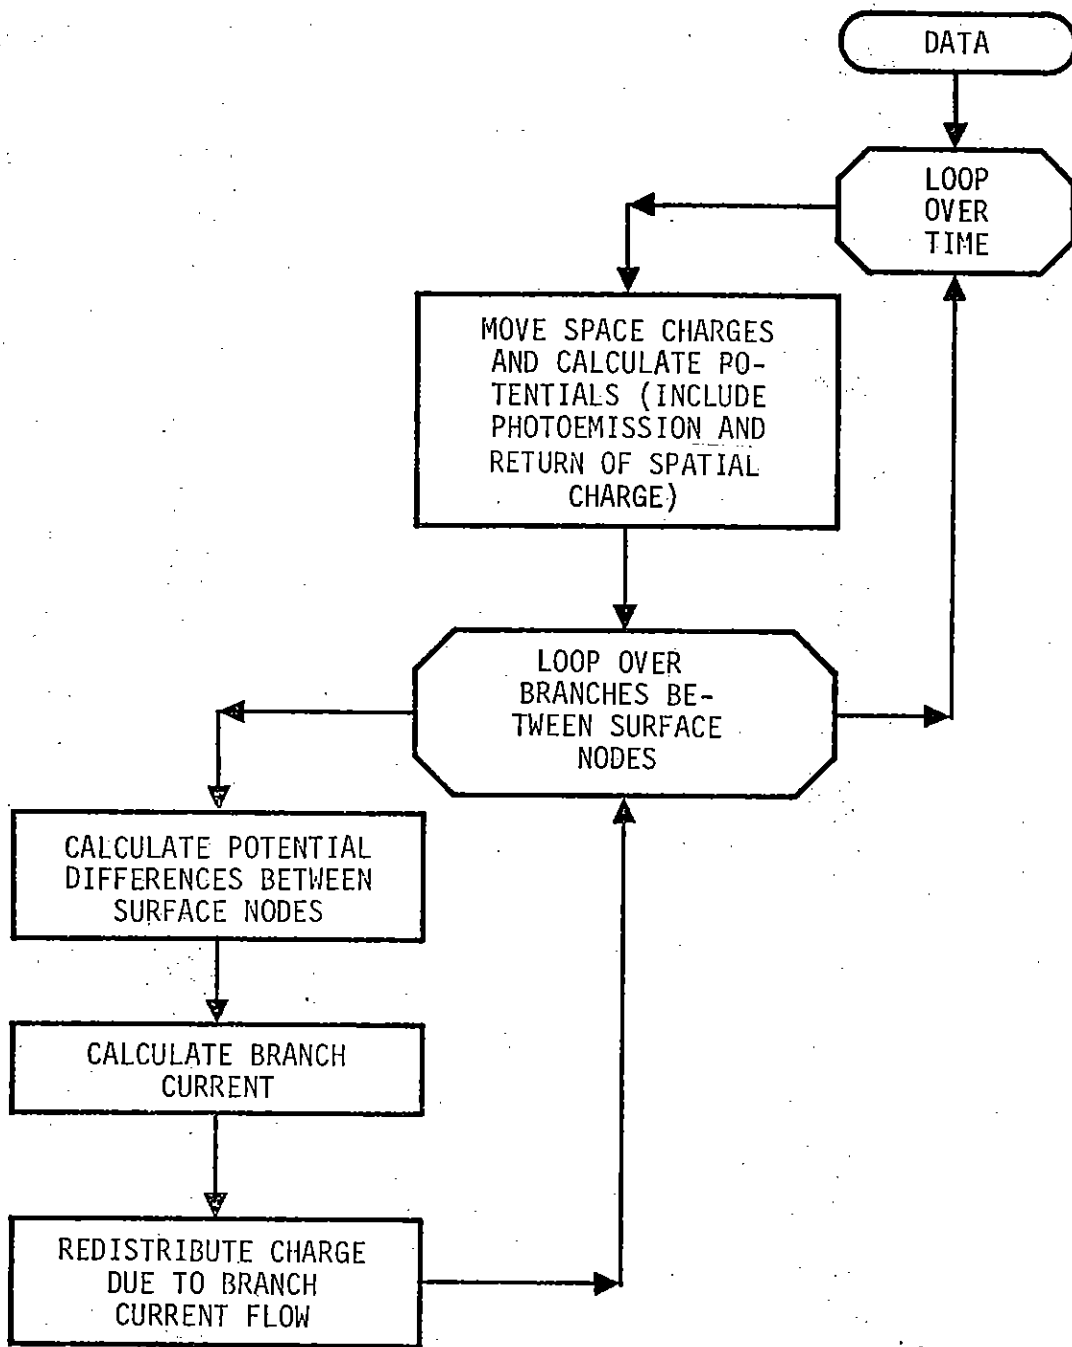 DATA
LOOP
OVER
TIME
MOVE SPACE CHARGES
AND CALCULATE PO-
TENTIALS (INCLUDE
PHOTOEMISSION AND
RETURN OF SPATIAL
CHARGE)
LOOP OVER
BRANCHES BE-
TWEEN SURFACE
NODES
CALCULATE POTENTIAL
DIFFERENCES BETWEEN
SURFACE NODES
CALCULATE BRANCH
CURRENT
REDISTRIBUTE CHARGE
DUE TO BRANCH
CURRENT FLOW